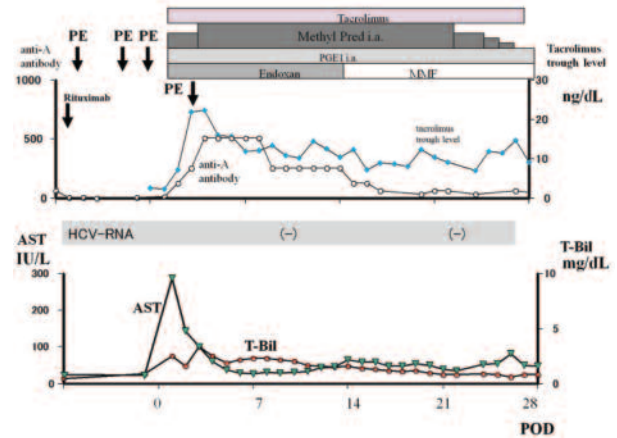 Tacrolimus
Methyl Pred i.a.
PGE1 i.a.
Endoxan
MMF
anti-A
antibody
PE
PE
PE
Tacrolimus
trough level
ng/dL
1000
500
0
Rituximab
PE
30
20
10
0
tacrolimus
trough level
anti-A
antibody
HCV-RNA (-) (-)
AST
IU/L
T-Bil
mg/dL
300
200
100
0
AST
T-Bil
10
5
0
0 7 14 21 28
POD